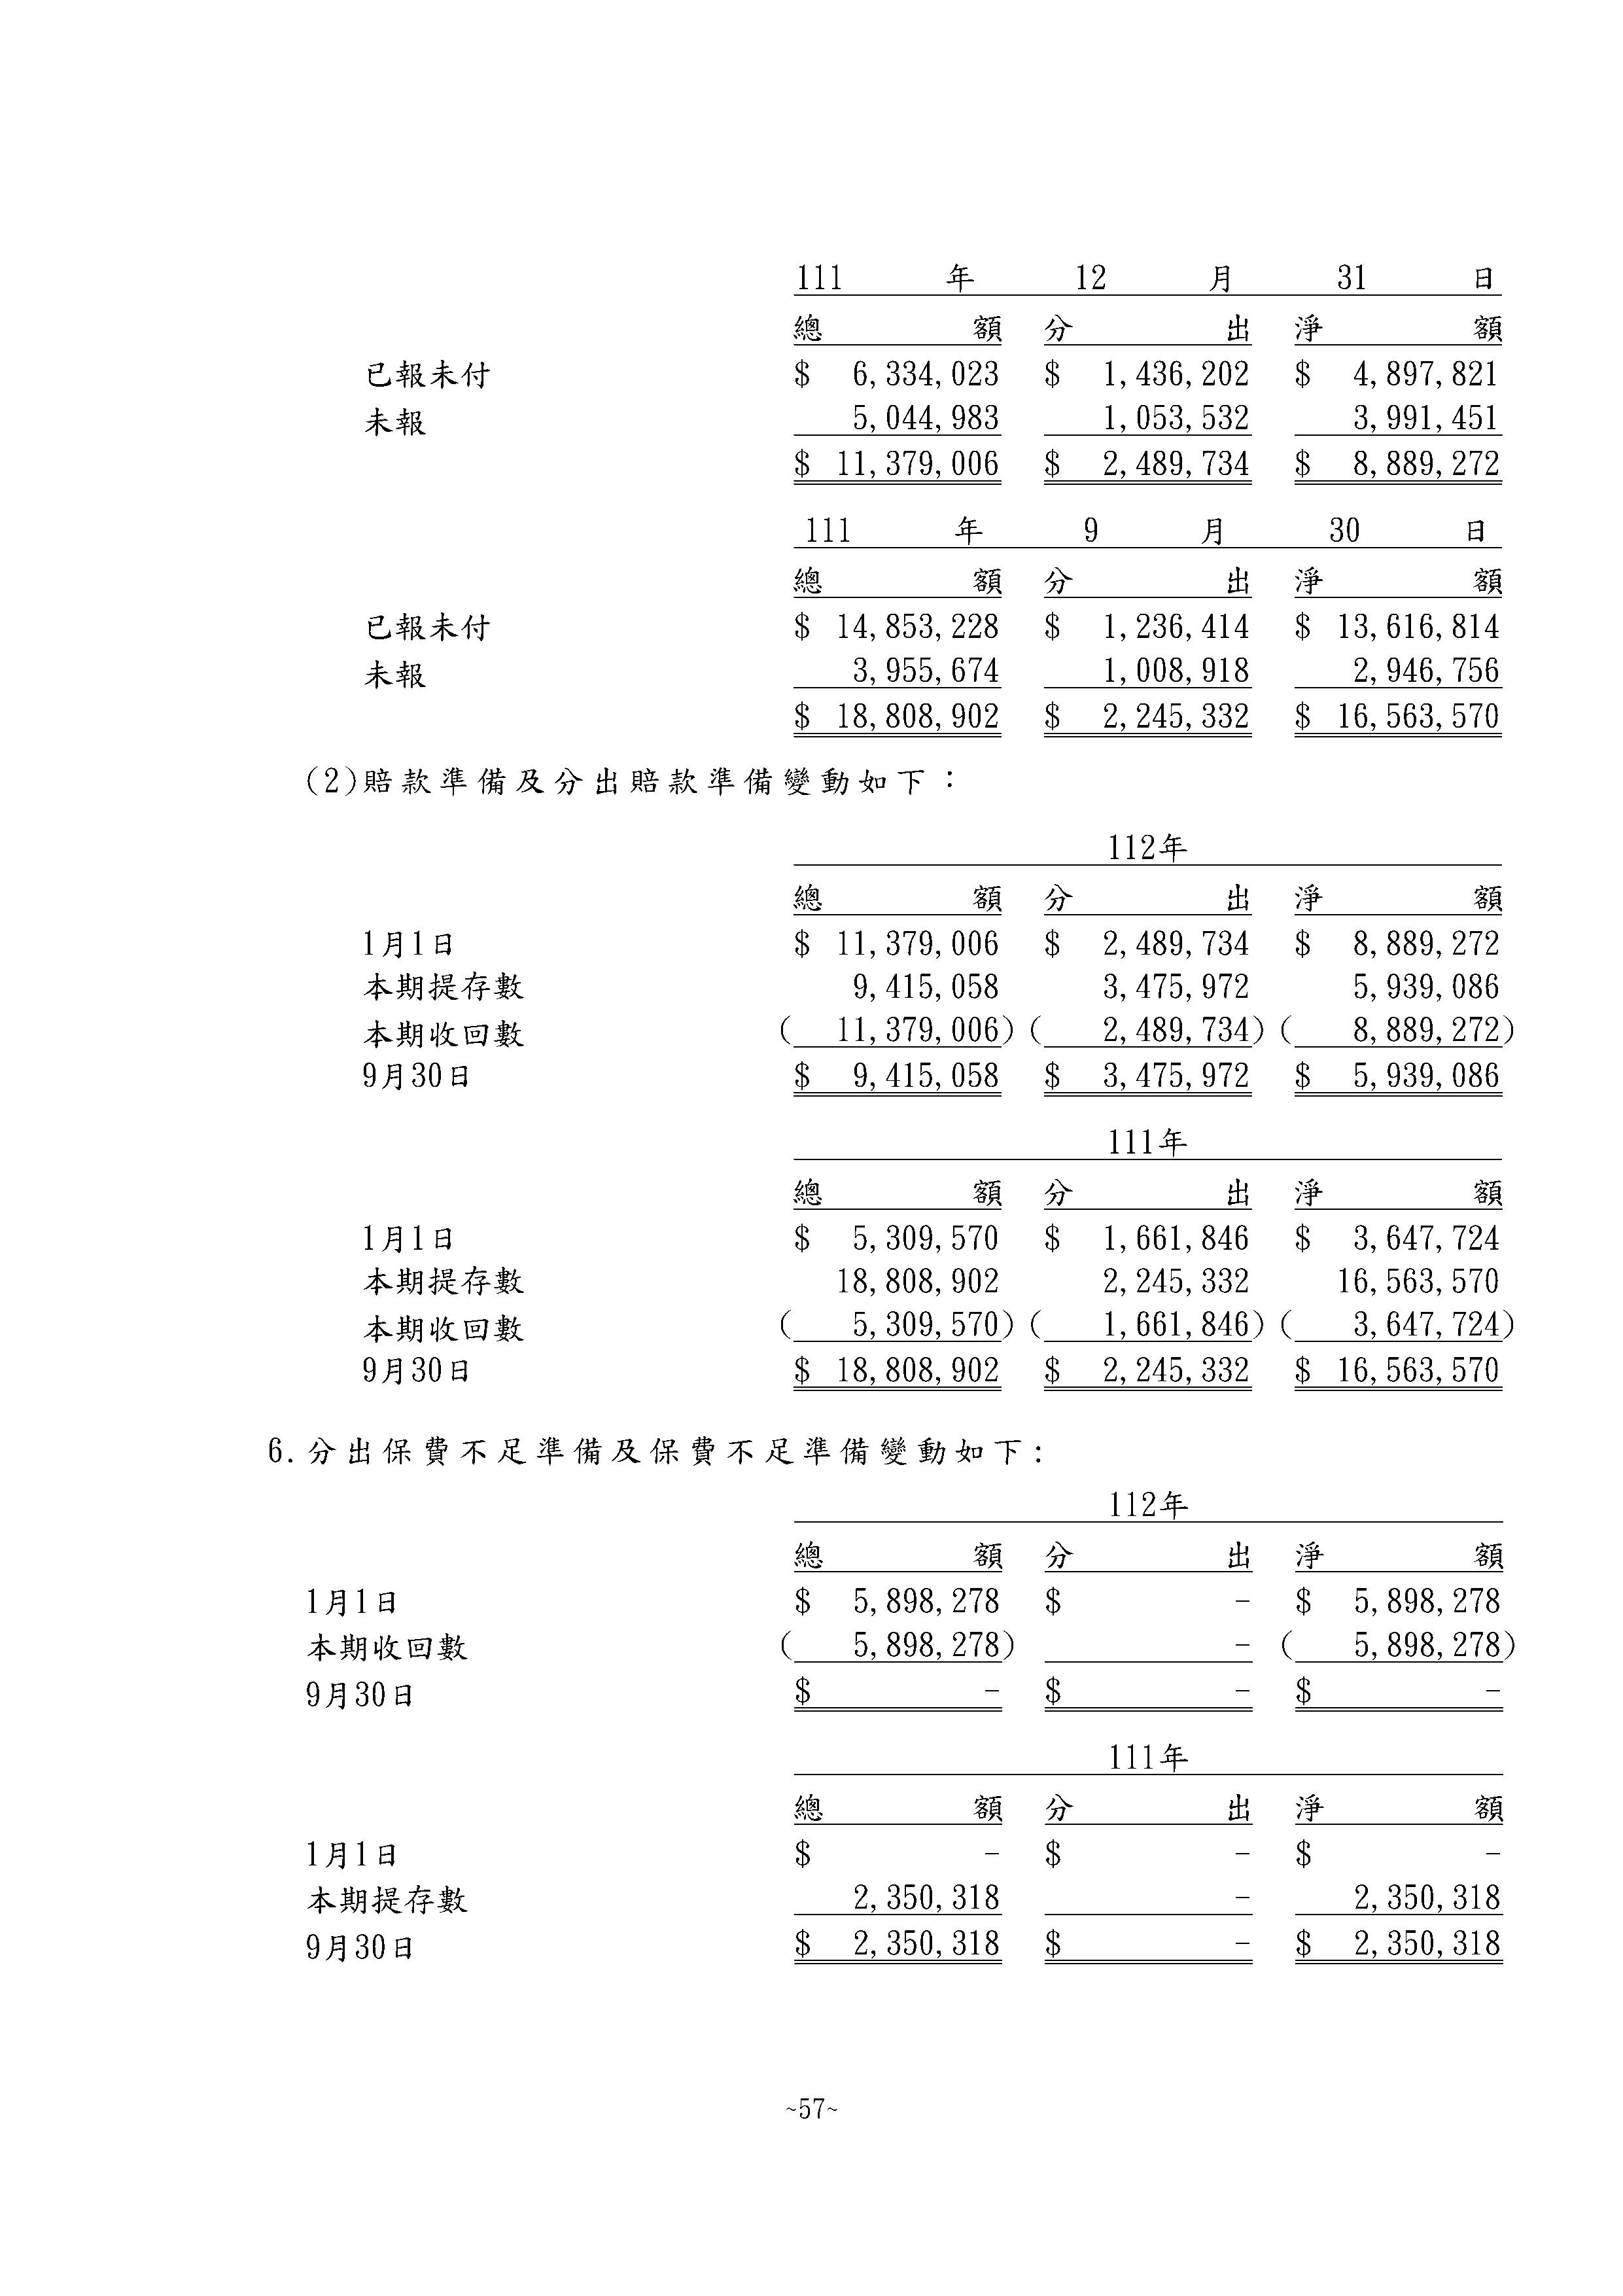 111 年 12 月 31 日
總 額 分 出 淨 額
已報未付 $ 6,334,023 $ 1,436,202 $ 4,897,821
未報 5,044,983 1,053,532 3,991,451
$ 11,379,006 $ 2,489,734 $ 8,889,272
111 年 9 月 30 日
總 額 分 出 淨 額
已報未付 $ 14,853,228 $ 1,236,414 $ 13,616,814
未報 3,955,674 1,008,918 2,946,756
$ 18,808,902 $ 2,245,332 $ 16,563,570
(2)賠款準備及分出賠款準備變動如下：
112年
總 額 分 出 淨 額
1月1日 $ 11,379,006 $ 2,489,734 $ 8,889,272
本期提存數 9,415,058 3,475,972 5,939,086
本期收回數 ( 11,379,006) ( 2,489,734) ( 8,889,272)
9月30日 $ 9,415,058 $ 3,475,972 $ 5,939,086
111年
總 額 分 出 淨 額
1月1日 $ 5,309,570 $ 1,661,846 $ 3,647,724
本期提存數 18,808,902 2,245,332 16,563,570
本期收回數 ( 5,309,570) ( 1,661,846) ( 3,647,724)
9月30日 $ 18,808,902 $ 2,245,332 $ 16,563,570
6.分出保費不足準備及保費不足準備變動如下:
112年
總 額 分 出 淨 額
1月1日 $ 5,898,278 $ - $ 5,898,278
本期收回數 ( 5,898,278) - ( 5,898,278)
9月30日 $ - $ - $ -
111年
總 額 分 出 淨 額
1月1日 $ - $ - $ -
本期提存數 2,350,318 - 2,350,318
9月30日 $ 2,350,318 $ - $ 2,350,318
~57~